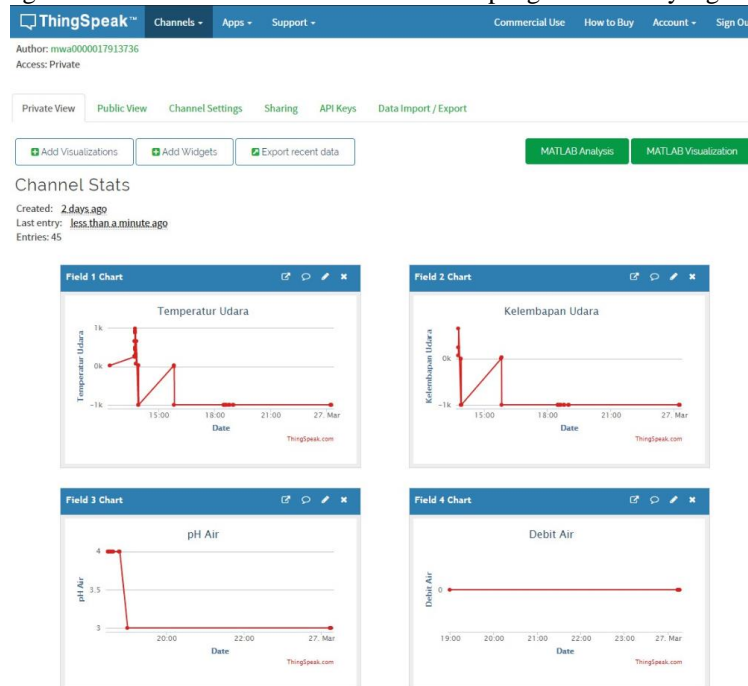 ThingSpeak™ Channels Apps Support Commercial Use How to Buy Account Sign Ou
Author: mwa0000017913736
Access: Private
Private View Public View Channel Settings Sharing API Keys Data Import / Export
Add Visualizations Add Widgets Export recent data MATLAB Analysis MATLAB Visualization
Channel Stats
Created: 2 days ago
Last entry: less than a minute ago
Entries: 45
Field 1 Chart
Temperatur Udara
Temperatur Udara
1k
0k
-1k
15:00 18:00 21:00 27. Mar
Date
ThingSpeak.com
Field 2 Chart
Kelembapan Udara
Kelembapan Udara
0k
-1k
15:00 18:00 21:00 27. Mar
Date
ThingSpeak.com
Field 3 Chart
pH Air
pH Air
4
3.5
3
20:00 22:00 27. Mar
Date
ThingSpeak.com
Field 4 Chart
Debit Air
Debit Air
0
19:00 20:00 21:00 22:00 23:00 27. Mar
Date
ThingSpeak.com